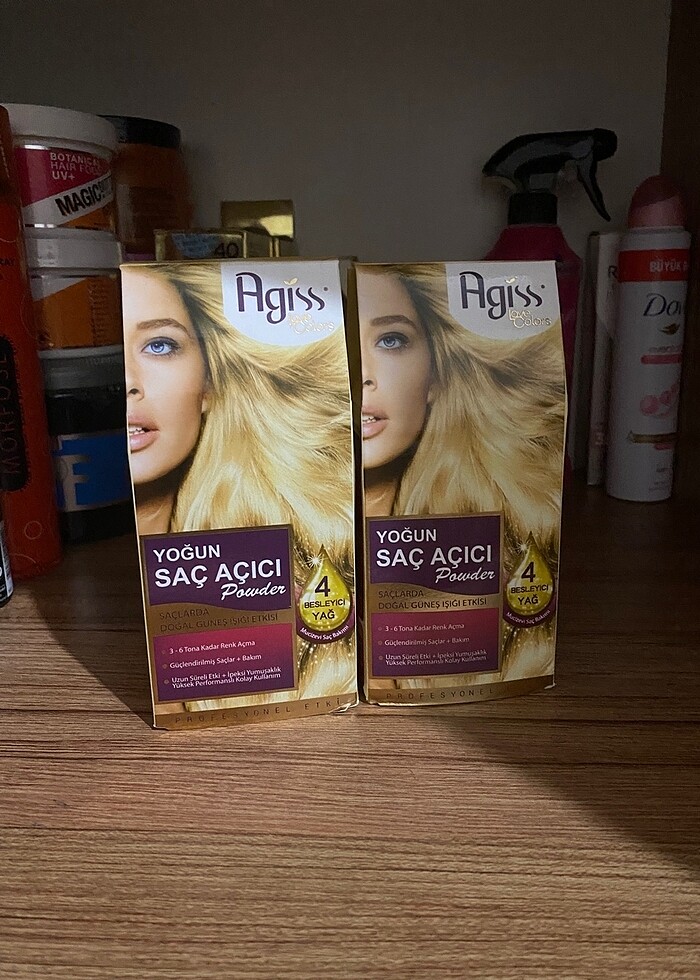 BOTANICAL
HAIR FOOD
UV+
MAGIC
40
MORFOSE
BÜYÜK
Dove
Agiss
Love
Colors
YOĞUN
SAÇ AÇICI
Powder
SAÇLARDA
DOĞAL GÜNEŞ IŞIĞI ETKİSİ
3 - 6 Tona Kadar Renk Açma
Güçlendirilmiş Saçlar + Bakım
Uzun Süreli Etki + İpeksi Yumuşaklık
Yüksek Performanslı Kolay Kullanım
4
BESLEYİCİ
YAĞ
Mucizevi Saç Bakımı
PROFESYONEL ETKİ
Agiss
Love
Colors
YOĞUN
SAÇ AÇICI
Powder
SAÇLARDA
DOĞAL GÜNEŞ IŞIĞI ETKİSİ
3 - 6 Tona Kadar Renk Açma
Güçlendirilmiş Saçlar + Bakım
Uzun Süreli Etki + İpeksi Yumuşaklık
Yüksek Performanslı Kolay Kullanım
4
BESLEYİCİ
YAĞ
Mucizevi Saç Bakımı
PROFESYONEL